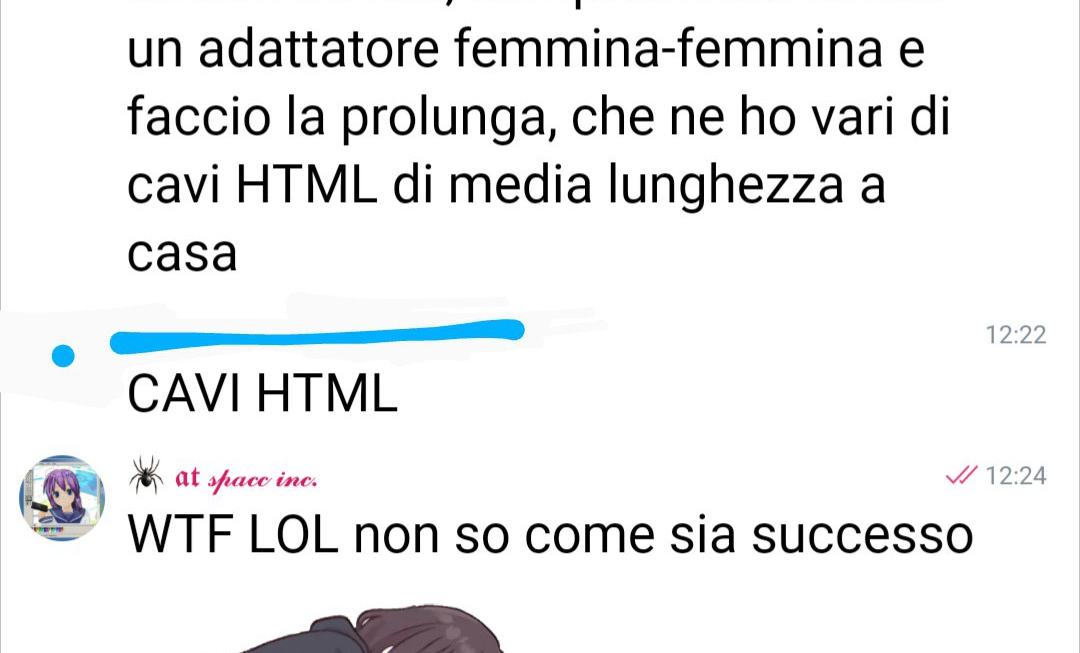 un adattatore femmina-femmina e
faccio la prolunga, che ne ho vari di
cavi HTML di media lunghezza a
casa
12:22
CAVI HTML
at spacc inc.
12:24
WTF LOL non so come sia successo